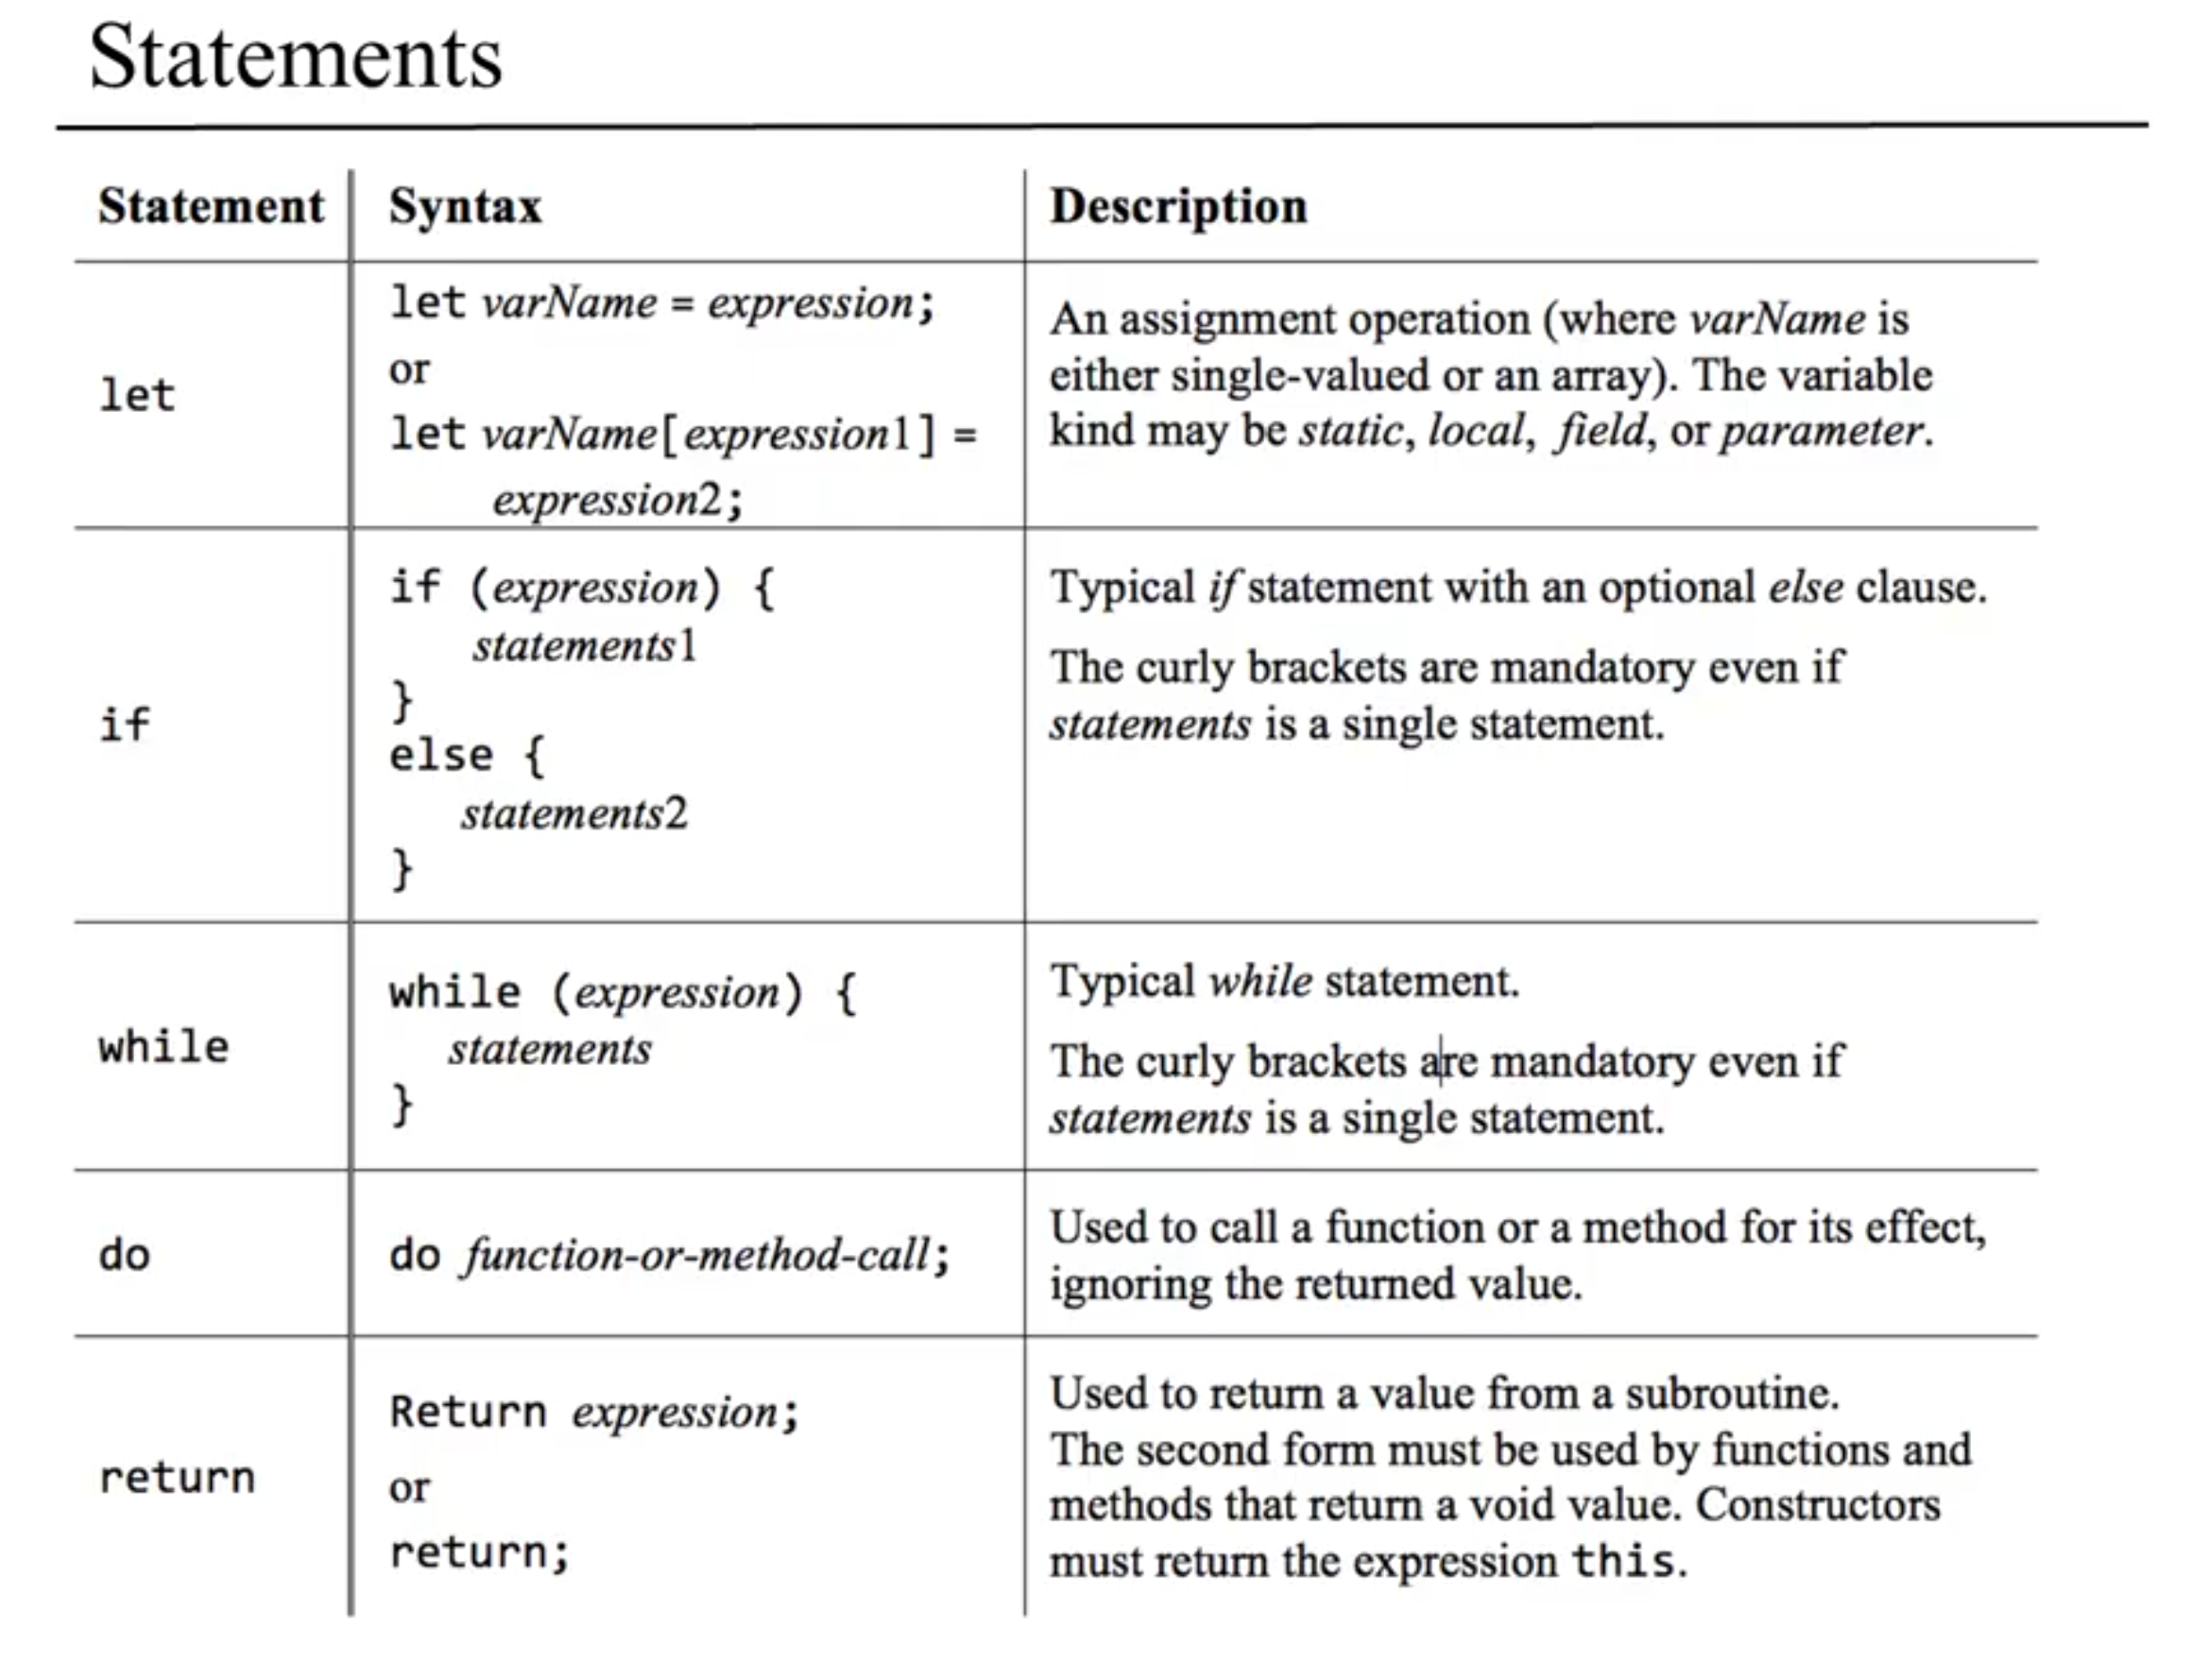 Statements
Statement Syntax Description
let
let varName = expression;
or
let varName[expression1] =
expression2;
An assignment operation (where varName is
either single-valued or an array). The variable
kind may be static, local, field, or parameter.
if
if (expression) {
statements1
}
else {
statements2
}
Typical if statement with an optional else clause.
The curly brackets are mandatory even if
statements is a single statement.
while
while (expression) {
statements
}
Typical while statement.
The curly brackets are mandatory even if
statements is a single statement.
do
do function-or-method-call;
Used to call a function or a method for its effect,
ignoring the returned value.
return
Return expression;
or
return;
Used to return a value from a subroutine.
The second form must be used by functions and
methods that return a void value. Constructors
must return the expression this.